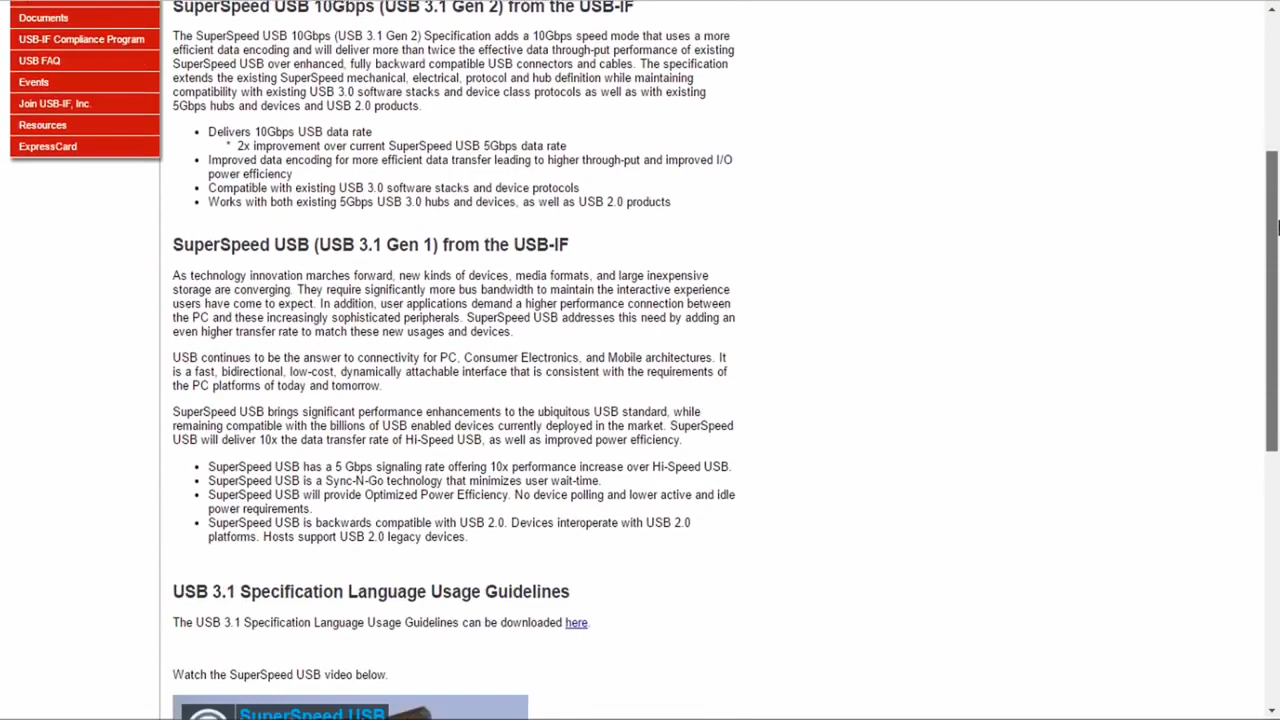 Documents
USB-IF Compliance Program
USB FAQ
Events
Join USB-IF, Inc.
Resources
ExpressCard
SuperSpeed USB 10Gbps (USB 3.1 Gen 2) from the USB-IF
The SuperSpeed USB 10Gbps (USB 3.1 Gen 2) Specification adds a 10Gbps speed mode that uses a more
efficient data encoding and will deliver more than twice the effective data through-put performance of existing
SuperSpeed USB over enhanced, fully backward compatible USB connectors and cables. The specification
extends the existing SuperSpeed mechanical, electrical, protocol and hub definition while maintaining
compatibility with existing USB 3.0 software stacks and device class protocols as well as with existing
5Gbps hubs and devices and USB 2.0 products.
• Delivers 10Gbps USB data rate
* 2x improvement over current SuperSpeed USB 5Gbps data rate
• Improved data encoding for more efficient data transfer leading to higher through-put and improved I/O
power efficiency
• Compatible with existing USB 3.0 software stacks and device protocols
• Works with both existing 5Gbps USB 3.0 hubs and devices, as well as USB 2.0 products
SuperSpeed USB (USB 3.1 Gen 1) from the USB-IF
As technology innovation marches forward, new kinds of devices, media formats, and large inexpensive
storage are converging. They require significantly more bus bandwidth to maintain the interactive experience
users have come to expect. In addition, user applications demand a higher performance connection between
the PC and these increasingly sophisticated peripherals. SuperSpeed USB addresses this need by adding an
even higher transfer rate to match these new usages and devices.
USB continues to be the answer to connectivity for PC, Consumer Electronics, and Mobile architectures. It
is a fast, bidirectional, low-cost, dynamically attachable interface that is consistent with the requirements of
the PC platforms of today and tomorrow.
SuperSpeed USB brings significant performance enhancements to the ubiquitous USB standard, while
remaining compatible with the billions of USB enabled devices currently deployed in the market. SuperSpeed
USB will deliver 10x the data transfer rate of Hi-Speed USB, as well as improved power efficiency.
• SuperSpeed USB has a 5 Gbps signaling rate offering 10x performance increase over Hi-Speed USB.
• SuperSpeed USB is a Sync-N-Go technology that minimizes user wait-time.
• SuperSpeed USB will provide Optimized Power Efficiency. No device polling and lower active and idle
power requirements.
• SuperSpeed USB is backwards compatible with USB 2.0. Devices interoperate with USB 2.0
platforms. Hosts support USB 2.0 legacy devices.
USB 3.1 Specification Language Usage Guidelines
The USB 3.1 Specification Language Usage Guidelines can be downloaded here.
Watch the SuperSpeed USB video below.
SuperSpeed USB